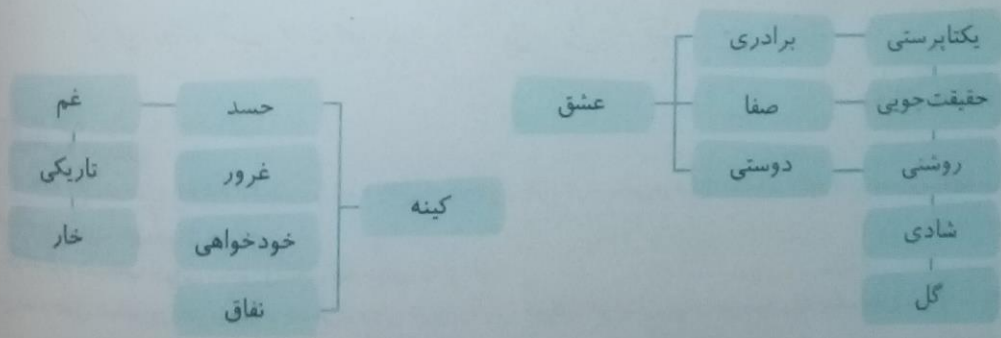 یکتاپرستی
برادری
حقیقت‌جویی
صفا
عشق
روشنی
دوستی
شادی
گل
حسد
غم
غرور
تاریکی
کینه
خودخواهی
خار
نفاق